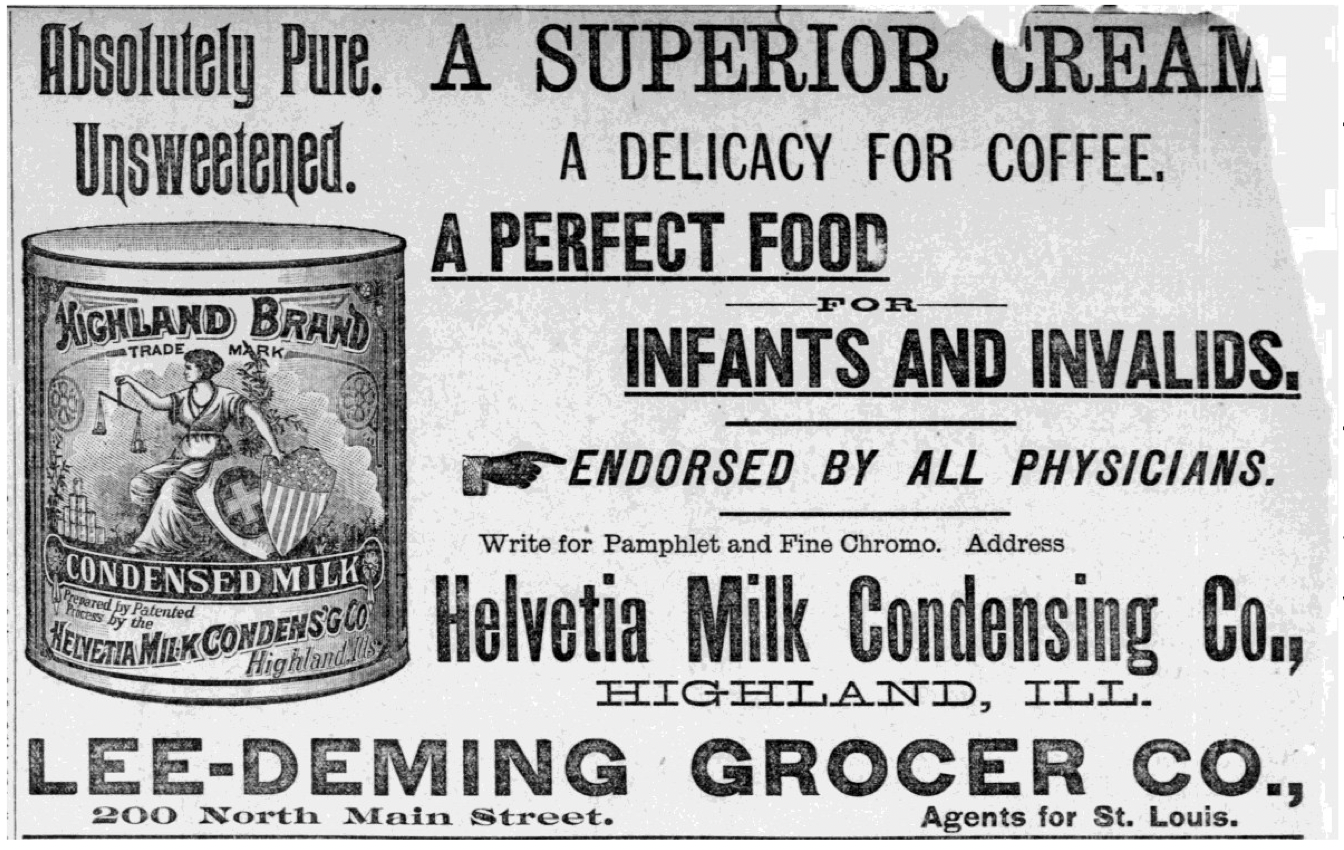 Absolutely Pure.
Unsweetened.
A SUPERIOR CREAM
A DELICACY FOR COFFEE.
A PERFECT FOOD
FOR
INFANTS AND INVALIDS.
ENDORSED BY ALL PHYSICIANS.
Write for Pamphlet and Fine Chromo. Address
Helvetia Milk Condensing Co.,
HIGHLAND, ILL.
HIGHLAND BRAND
TRADE MARK
CONDENSED MILK
Prepared by Patented
Process by the
HELVETIA MILK CONDENS'G CO
Highland, Ills
LEE-DEMING GROCER CO.,
200 North Main Street.
Agents for St. Louis.